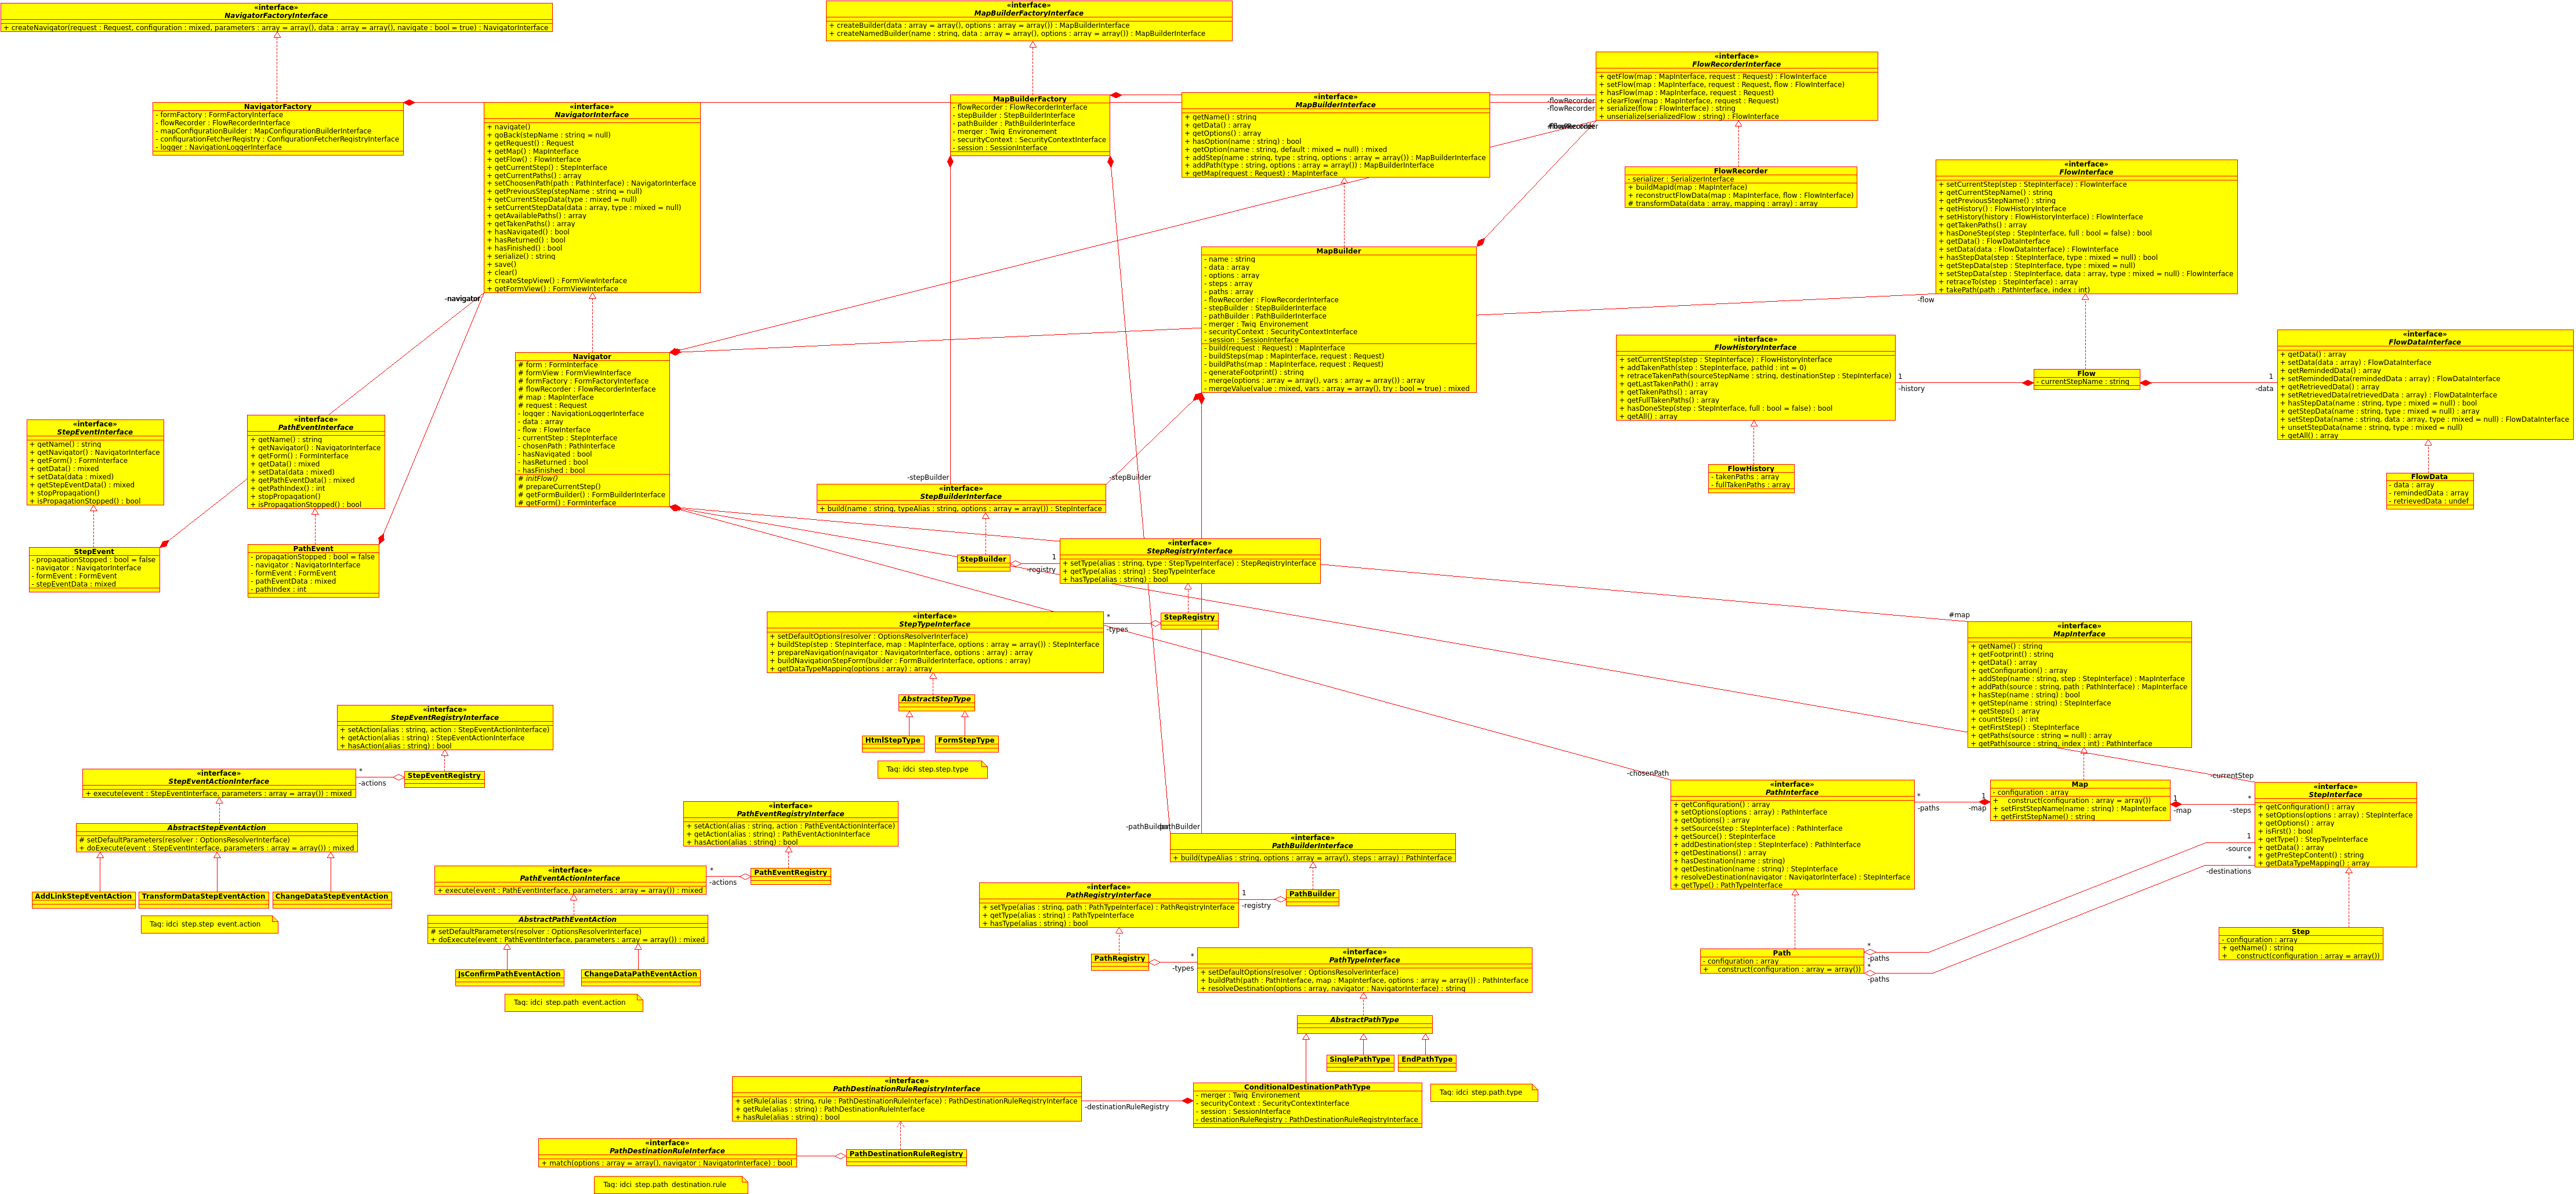 «interface»
NavigatorFactoryInterface
+ createNavigator(request : Request, configuration : mixed, parameters : array = array(), data : array = array(), navigate : bool = true) : NavigatorInterface
«interface»
MapBuilderFactoryInterface
+ createBuilder(data : array = array(), options : array = array()) : MapBuilderInterface
+ createNamedBuilder(name : string, data : array = array(), options : array = array()) : MapBuilderInterface
«interface»
FlowRecorderInterface
+ getFlow(map : MapInterface, request : Request) : FlowInterface
+ setFlow(map : MapInterface, request : Request, flow : FlowInterface)
+ hasFlow(map : MapInterface, request : Request)
+ clearFlow(map : MapInterface, request : Request)
+ serialize(flow : FlowInterface) : string
+ unserialize(serializedFlow : string) : FlowInterface
NavigatorFactory
- formFactory : FormFactoryInterface
- flowRecorder : FlowRecorderInterface
- mapConfigurationBuilder : MapConfigurationBuilderInterface
- configurationFetcherRegistry : ConfigurationFetcherRegistryInterface
- logger : NavigationLoggerInterface
«interface»
NavigatorInterface
+ navigate()
+ goBack(stepName : string = null)
+ getRequest() : Request
+ getMap() : MapInterface
+ getFlow() : FlowInterface
+ getCurrentStep() : StepInterface
+ getCurrentPaths() : array
+ setChoosenPath(path : PathInterface) : NavigatorInterface
+ getPreviousStep(stepName : string = null)
+ getCurrentStepData(type : mixed = null)
+ setCurrentStepData(data : array, type : mixed = null)
+ getAvailablePaths() : array
+ getTakenPaths() : array
+ hasNavigated() : bool
+ hasReturned() : bool
+ hasFinished() : bool
+ serialize() : string
+ save()
+ clear()
+ createStepView() : FormViewInterface
+ getFormView() : FormViewInterface
MapBuilderFactory
- flowRecorder : FlowRecorderInterface
- stepBuilder : StepBuilderInterface
- pathBuilder : PathBuilderInterface
- merger : Twig_Environement
- securityContext : SecurityContextInterface
- session : SessionInterface
«interface»
MapBuilderInterface
+ getName() : string
+ getData() : array
+ getOptions() : array
+ hasOption(name : string) : bool
+ getOption(name : string, default : mixed = null) : mixed
+ addStep(name : string, type : string, options : array = array()) : MapBuilderInterface
+ addPath(type : string, options : array = array()) : MapBuilderInterface
+ getMap(request : Request) : MapInterface
-flowRecorder
-flowRecorder
FlowRecorder
- serializer : SerializerInterface
+ buildMapId(map : MapInterface)
+ reconstructFlowData(map : MapInterface, flow : FlowInterface)
# transformData(data : array, mapping : array) : array
«interface»
FlowInterface
+ setCurrentStep(step : StepInterface) : FlowInterface
+ getCurrentStepName() : string
+ getPreviousStepName() : string
+ getHistory() : FlowHistoryInterface
+ setHistory(history : FlowHistoryInterface) : FlowInterface
+ getTakenPaths() : array
+ hasDoneStep(step : StepInterface, full : bool = false) : bool
+ getData() : FlowDataInterface
+ setData(data : FlowDataInterface) : FlowInterface
+ hasStepData(step : StepInterface, type : mixed = null) : bool
+ getStepData(step : StepInterface, type : mixed = null)
+ setStepData(step : StepInterface, data : array, type : mixed = null) : FlowInterface
+ retraceTo(step : StepInterface) : array
+ takePath(path : PathInterface, index : int)
-flow
MapBuilder
- name : string
- data : array
- options : array
- steps : array
- paths : array
- flowRecorder : FlowRecorderInterface
- stepBuilder : StepBuilderInterface
- pathBuilder : PathBuilderInterface
- merger : Twig_Environement
- securityContext : SecurityContextInterface
- session : SessionInterface
- build(request : Request) : MapInterface
- buildSteps(map : MapInterface, request : Request)
- buildPaths(map : MapInterface, request : Request)
- generateFootprint() : string
- merge(options : array = array(), vars : array = array()) : array
- mergeValue(value : mixed, vars : array = array(), try : bool = true) : mixed
-navigator
Navigator
# form : FormInterface
# formView : FormViewInterface
# formFactory : FormFactoryInterface
# flowRecorder : FlowRecorderInterface
# map : MapInterface
# request : Request
- logger : NavigationLoggerInterface
- data : array
- flow : FlowInterface
- currentStep : StepInterface
- chosenPath : PathInterface
- hasNavigated : bool
- hasReturned : bool
- hasFinished : bool
# initFlow()
# prepareCurrentStep()
# getFormBuilder() : FormBuilderInterface
# getForm() : FormInterface
«interface»
FlowHistoryInterface
+ setCurrentStep(step : StepInterface) : FlowHistoryInterface
+ addTakenPath(step : StepInterface, pathId : int = 0)
+ retraceTakenPath(sourceStepName : string, destinationStep : StepInterface)
+ getLastTakenPath() : array
+ getTakenPaths() : array
+ getFullTakenPaths() : array
+ hasDoneStep(step : StepInterface, full : bool = false) : bool
+ getAll() : array
1
-history
Flow
- currentStepName : string
1
-data
«interface»
FlowDataInterface
+ getData() : array
+ setData(data : array) : FlowDataInterface
+ getRemindedData() : array
+ setRemindedData(remindedData : array) : FlowDataInterface
+ getRetrievedData() : array
+ setRetrievedData(retrievedData : array) : FlowDataInterface
+ hasStepData(name : string, type : mixed = null) : bool
+ getStepData(name : string, type : mixed = null) : array
+ setStepData(name : string, data : array, type : mixed = null) : FlowDataInterface
+ unsetStepData(name : string, type : mixed = null)
+ getAll() : array
FlowHistory
- takenPaths : array
- fullTakenPaths : array
FlowData
- data : array
- remindedData : array
- retrievedData : undef
«interface»
StepEventInterface
+ getName() : string
+ getNavigator() : NavigatorInterface
+ getForm() : FormInterface
+ getData() : mixed
+ setData(data : mixed)
+ getStepEventData() : mixed
+ stopPropagation()
+ isPropagationStopped() : bool
«interface»
PathEventInterface
+ getName() : string
+ getNavigator() : NavigatorInterface
+ getForm() : FormInterface
+ getData() : mixed
+ setData(data : mixed)
+ getPathEventData() : mixed
+ getPathIndex() : int
+ stopPropagation()
+ isPropagationStopped() : bool
StepEvent
- propagationStopped : bool = false
- navigator : NavigatorInterface
- formEvent : FormEvent
- stepEventData : mixed
PathEvent
- propagationStopped : bool = false
- navigator : NavigatorInterface
- formEvent : FormEvent
- pathEventData : mixed
- pathIndex : int
-stepBuilder
-stepBuilder
«interface»
StepBuilderInterface
+ build(name : string, typeAlias : string, options : array = array()) : StepInterface
StepBuilder
1
-registry
«interface»
StepRegistryInterface
+ setType(alias : string, type : StepTypeInterface) : StepRegistryInterface
+ getType(alias : string) : StepTypeInterface
+ hasType(alias : string) : bool
StepRegistry
*
-types
«interface»
StepTypeInterface
+ setDefaultOptions(resolver : OptionsResolverInterface)
+ buildStep(step : StepInterface, map : MapInterface, options : array = array()) : StepInterface
+ prepareNavigation(navigator : NavigatorInterface, options : array) : array
+ buildNavigationStepForm(builder : FormBuilderInterface, options : array)
+ getDataTypeMapping(options : array) : array
AbstractStepType
HtmlStepType
FormStepType
Tag: idci_step.step.type
#map
«interface»
MapInterface
+ getName() : string
+ getFootprint() : string
+ getData() : array
+ getConfiguration() : array
+ addStep(name : string, step : StepInterface) : MapInterface
+ addPath(source : string, path : PathInterface) : MapInterface
+ hasStep(name : string) : bool
+ getStep(name : string) : StepInterface
+ getSteps() : array
+ countSteps() : int
+ getFirstStep() : StepInterface
+ getPaths(source : string = null) : array
+ getPath(source : string, index : int) : PathInterface
«interface»
StepEventRegistryInterface
+ setAction(alias : string, action : StepEventActionInterface)
+ getAction(alias : string) : StepEventActionInterface
+ hasAction(alias : string) : bool
«interface»
StepEventActionInterface
+ execute(event : StepEventInterface, parameters : array = array()) : mixed
*
-actions
StepEventRegistry
AbstractStepEventAction
# setDefaultParameters(resolver : OptionsResolverInterface)
+ doExecute(event : StepEventInterface, parameters : array = array()) : mixed
AddLinkStepEventAction
TransformDataStepEventAction
ChangeDataStepEventAction
Tag: idci_step.step_event.action
«interface»
PathEventRegistryInterface
+ setAction(alias : string, action : PathEventActionInterface)
+ getAction(alias : string) : PathEventActionInterface
+ hasAction(alias : string) : bool
«interface»
PathEventActionInterface
+ execute(event : PathEventInterface, parameters : array = array()) : mixed
*
-actions
PathEventRegistry
AbstractPathEventAction
# setDefaultParameters(resolver : OptionsResolverInterface)
+ doExecute(event : PathEventInterface, parameters : array = array()) : mixed
JsConfirmPathEventAction
ChangeDataPathEventAction
Tag: idci_step.path_event.action
-chosenPath
«interface»
PathInterface
+ getConfiguration() : array
+ setOptions(options : array) : PathInterface
+ getOptions() : array
+ setSource(step : StepInterface) : PathInterface
+ getSource() : StepInterface
+ addDestination(step : StepInterface) : PathInterface
+ getDestinations() : array
+ hasDestination(name : string)
+ getDestination(name : string) : StepInterface
+ resolveDestination(navigator : NavigatorInterface) : StepInterface
+ getType() : PathTypeInterface
*
-paths
1
-map
Map
- configuration : array
+ __construct(configuration : array = array())
+ setFirstStepName(name : string) : MapInterface
+ getFirstStepName() : string
1
-map
*
-steps
-currentStep
«interface»
StepInterface
+ getConfiguration() : array
+ setOptions(options : array) : StepInterface
+ getOptions() : array
+ isFirst() : bool
+ getType() : StepTypeInterface
+ getData() : array
+ getPreStepContent() : string
+ getDataTypeMapping() : array
1
-source
*
-destinations
-pathBuilder
-pathBuilder
«interface»
PathBuilderInterface
+ build(typeAlias : string, options : array = array(), steps : array) : PathInterface
«interface»
PathRegistryInterface
+ setType(alias : string, path : PathTypeInterface) : PathRegistryInterface
+ getType(alias : string) : PathTypeInterface
+ hasType(alias : string) : bool
1
-registry
PathBuilder
PathRegistry
*
-types
«interface»
PathTypeInterface
+ setDefaultOptions(resolver : OptionsResolverInterface)
+ buildPath(path : PathInterface, map : MapInterface, options : array = array()) : PathInterface
+ resolveDestination(options : array, navigator : NavigatorInterface) : string
Path
- configuration : array
+ __construct(configuration : array = array())
*
-paths
*
-paths
Step
- configuration : array
+ getName() : string
+ __construct(configuration : array = array())
AbstractPathType
SinglePathType
EndPathType
ConditionalDestinationPathType
- merger : Twig_Environement
- securityContext : SecurityContextInterface
- session : SessionInterface
- destinationRuleRegistry : PathDestinationRuleRegistryInterface
Tag: idci_step.path.type
«interface»
PathDestinationRuleRegistryInterface
+ setRule(alias : string, rule : PathDestinationRuleInterface) : PathDestinationRuleRegistryInterface
+ getRule(alias : string) : PathDestinationRuleInterface
+ hasRule(alias : string) : bool
-destinationRuleRegistry
«interface»
PathDestinationRuleInterface
+ match(options : array = array(), navigator : NavigatorInterface) : bool
PathDestinationRuleRegistry
Tag: idci_step.path_destination.rule